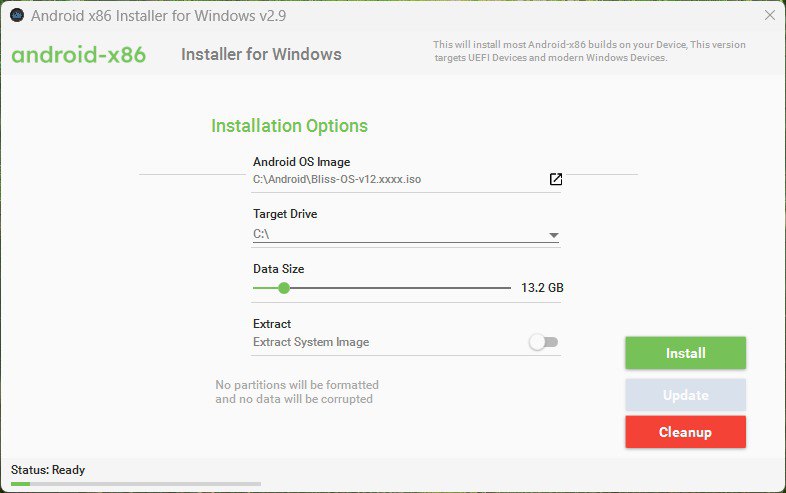 Android x86 Installer for Windows v2.9
android-x86
Installer for Windows
This will install most Android-x86 builds on your Device, This version
targets UEFI Devices and modern Windows Devices.
Installation Options
Android OS Image
C:\Android\Bliss-OS-v12.xxxx.iso
Target Drive
C:\
Data Size
13.2 GB
Extract
Extract System Image
No partitions will be formatted
and no data will be corrupted
Install
Update
Cleanup
Status: Ready